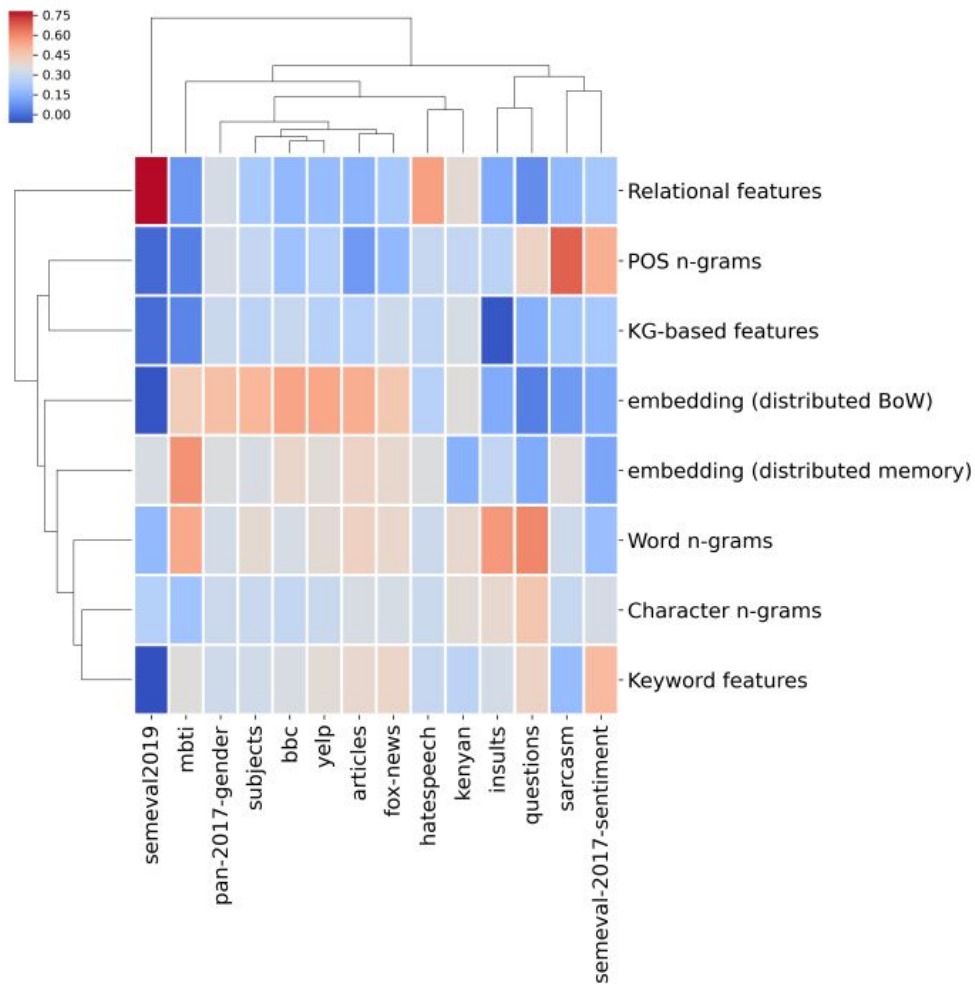 0.75
0.60
0.45
0.30
0.15
0.00
Relational features
POS n-grams
KG-based features
embedding (distributed BoW)
embedding (distributed memory)
Word n-grams
Character n-grams
Keyword features
semeval2019
mbti
pan-2017-gender
subjects
bbc
yelp
articles
fox-news
hatespeech
kenyan
insults
questions
sarcasm
semeval-2017-sentiment